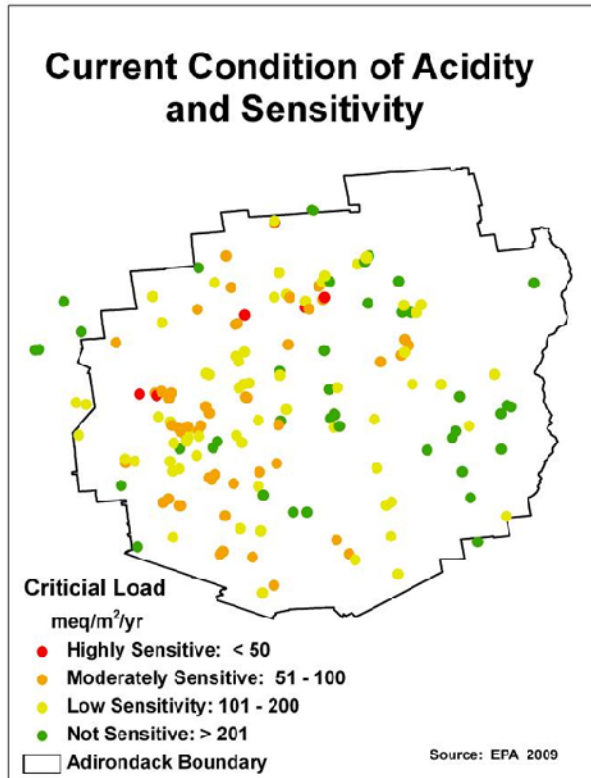 Current Condition of Acidity
and Sensitivity
Criticial Load
meq/m²/yr
Highly Sensitive: < 50
Moderately Sensitive: 51 - 100
Low Sensitivity: 101 - 200
Not Sensitive: > 201
Adirondack Boundary
Source: EPA 2009